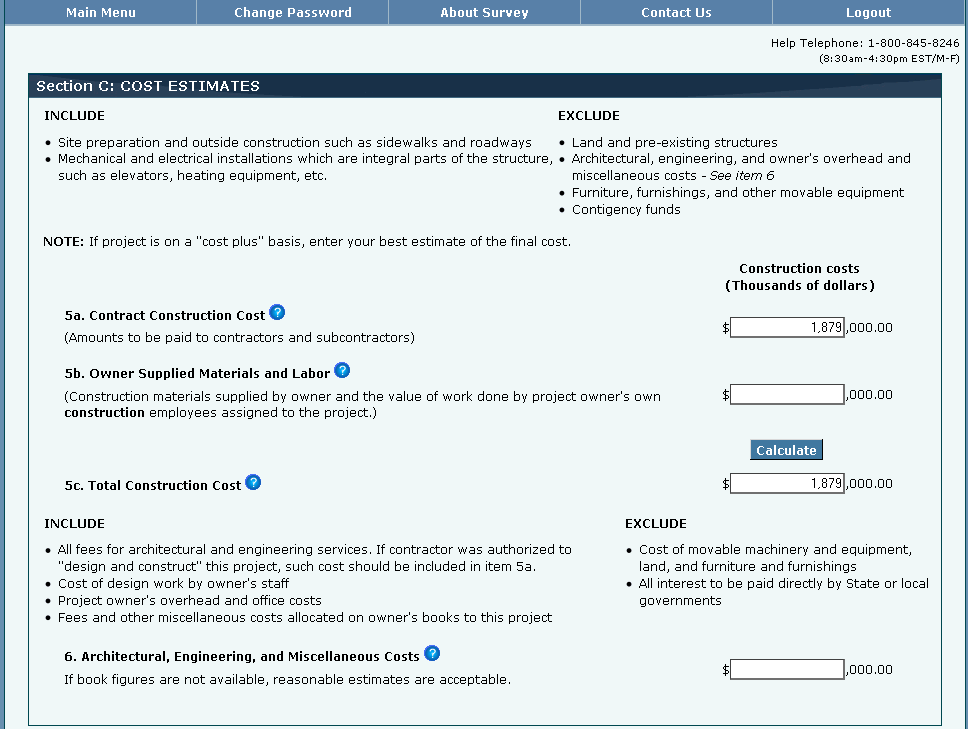 Main Menu Change Password About Survey Contact Us Logout
Help Telephone: 1-800-845-8246
(8:30am-4:30pm EST/M-F)
Section C: COST ESTIMATES
INCLUDE
• Site preparation and outside construction such as sidewalks and roadways
• Mechanical and electrical installations which are integral parts of the structure,
such as elevators, heating equipment, etc.
EXCLUDE
• Land and pre-existing structures
• Architectural, engineering, and owner's overhead and
miscellaneous costs - See item 6
• Furniture, furnishings, and other movable equipment
• Contigency funds
NOTE: If project is on a "cost plus" basis, enter your best estimate of the final cost.
Construction costs
(Thousands of dollars)
5a. Contract Construction Cost ?
(Amounts to be paid to contractors and subcontractors)
$ 1,879 ,000.00
5b. Owner Supplied Materials and Labor ?
(Construction materials supplied by owner and the value of work done by project owner's own
construction employees assigned to the project.)
$ ,000.00
Calculate
5c. Total Construction Cost ?
$ 1,879 ,000.00
INCLUDE
• All fees for architectural and engineering services. If contractor was authorized to
"design and construct" this project, such cost should be included in item 5a.
• Cost of design work by owner's staff
• Project owner's overhead and office costs
• Fees and other miscellaneous costs allocated on owner's books to this project
EXCLUDE
• Cost of movable machinery and equipment,
land, and furniture and furnishings
• All interest to be paid directly by State or local
governments
6. Architectural, Engineering, and Miscellaneous Costs ?
If book figures are not available, reasonable estimates are acceptable.
$ ,000.00